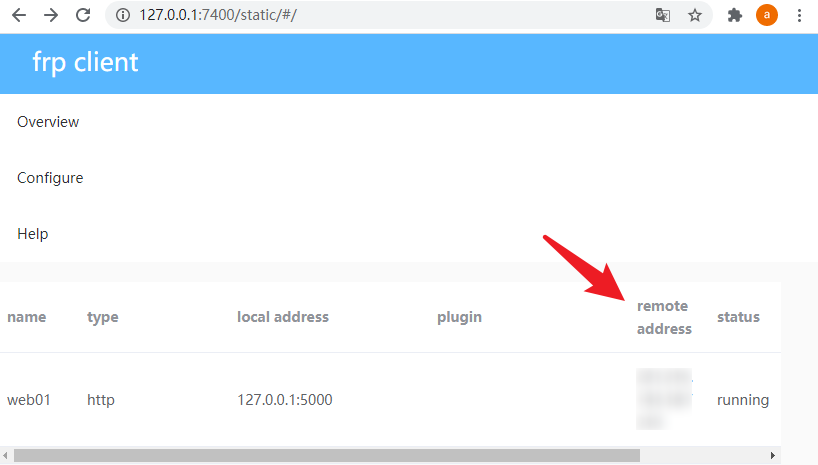 127.0.0.1:7400/static/#/
a
frp client
Overview
Configure
Help
name type local address plugin remote address status
web01 http 127.0.0.1:5000 running